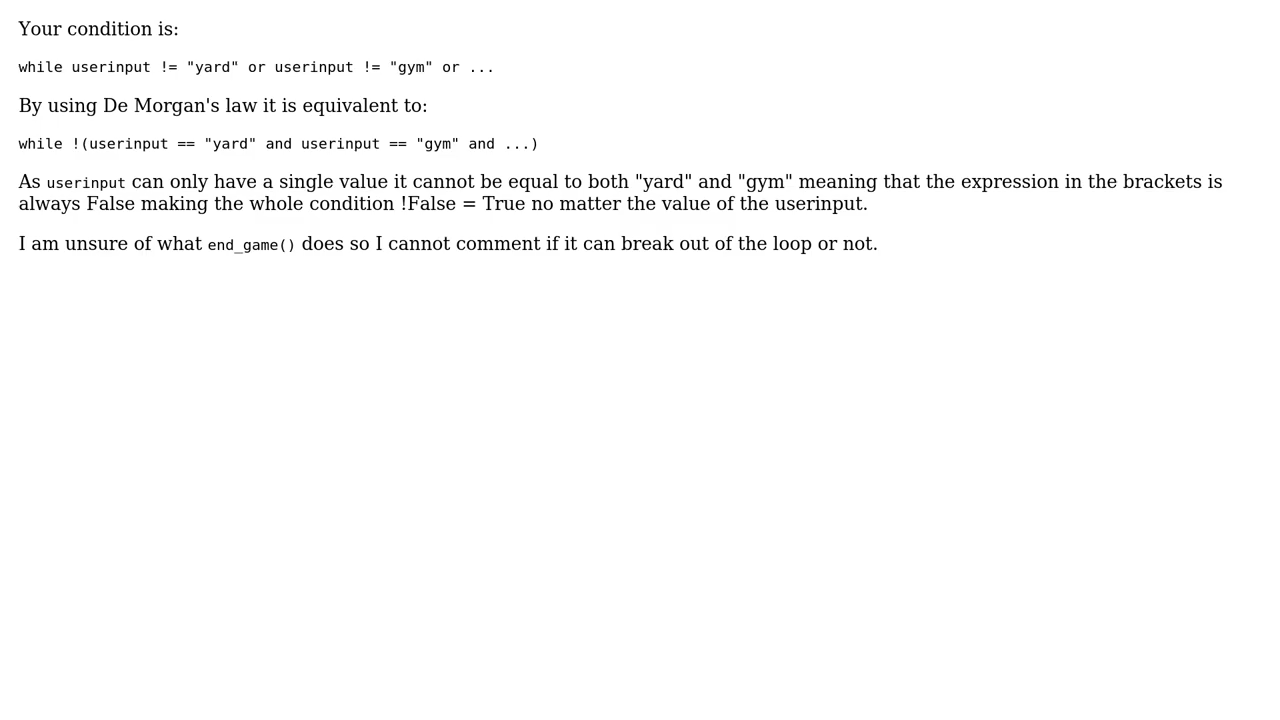 Your condition is:
while userinput != "yard" or userinput != "gym" or ...
By using De Morgan's law it is equivalent to:
while !(userinput == "yard" and userinput == "gym" and ...)
As userinput can only have a single value it cannot be equal to both "yard" and "gym" meaning that the expression in the brackets is
always False making the whole condition !False = True no matter the value of the userinput.
I am unsure of what end_game() does so I cannot comment if it can break out of the loop or not.